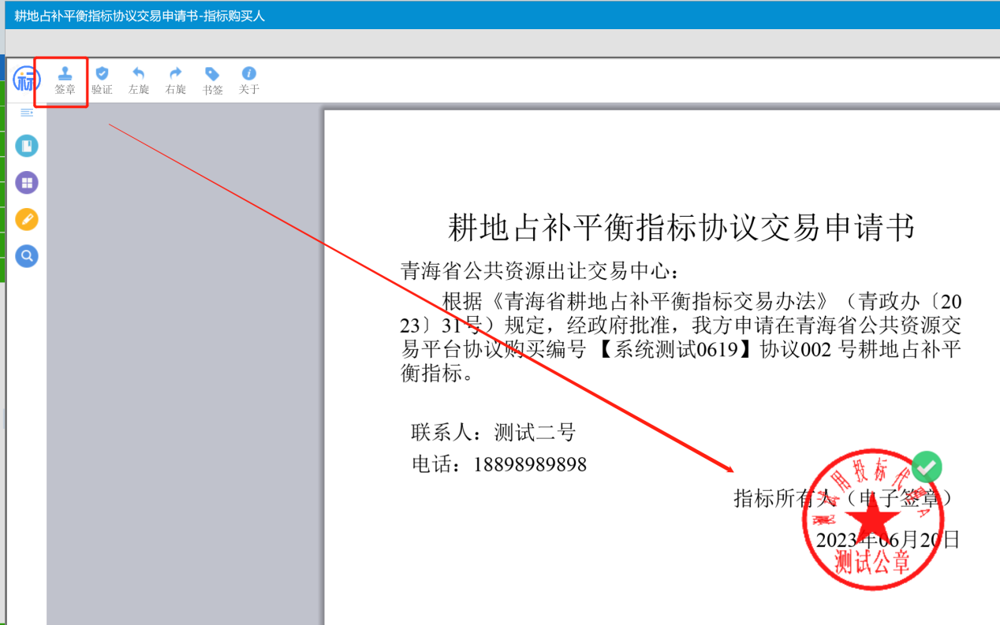 耕地占补平衡指标协议交易申请书-指标购买人
标 签章 验证 左旋 右旋 书签 关于
耕地占补平衡指标协议交易申请书
青海省公共资源出让交易中心：
根据《青海省耕地占补平衡指标交易办法》（青政办〔20
23〕31号）规定，经政府批准，我方申请在青海省公共资源交
易平台协议购买编号 【系统测试0619】协议002 号耕地占补平
衡指标。
联系人：测试二号
电话：18898989898
指标所有人（电子签章）
2023年06月20日
测试用投标代理A
测试公章